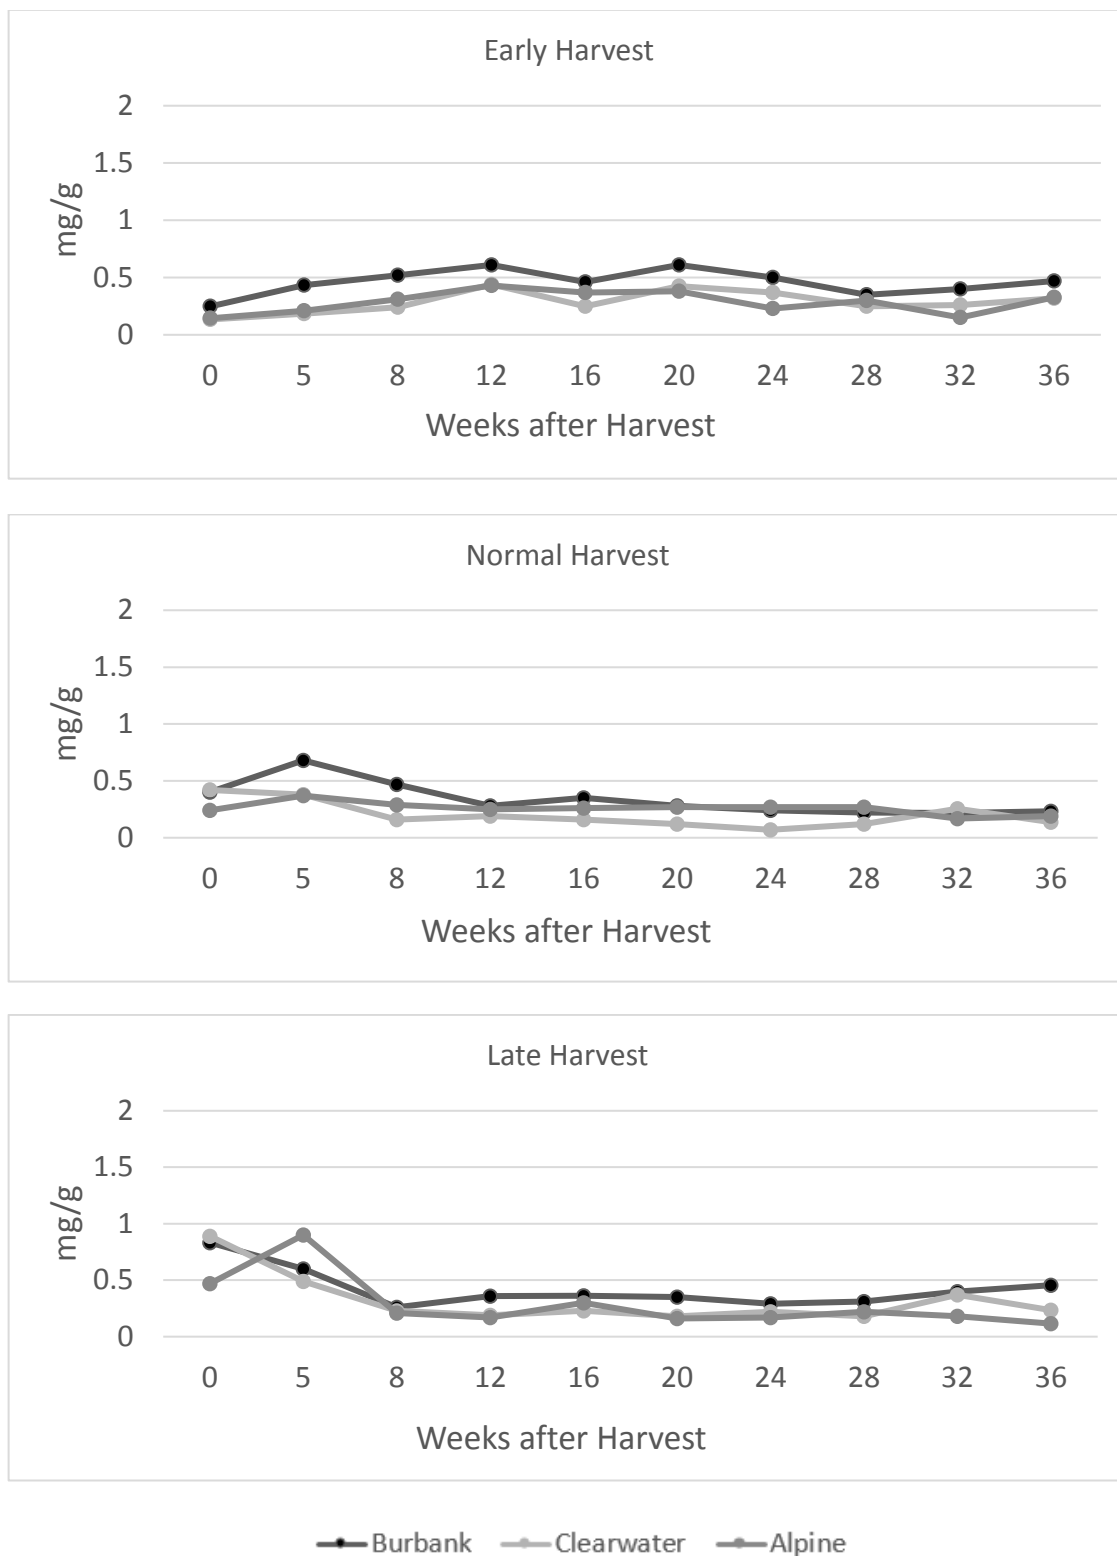 Early Harvest
2
1.5
1
0.5
0
mg/g
0 5 8 12 16 20 24 28 32 36
Weeks after Harvest
Normal Harvest
2
1.5
1
0.5
0
mg/g
0 5 8 12 16 20 24 28 32 36
Weeks after Harvest
Late Harvest
2
1.5
1
0.5
0
mg/g
0 5 8 12 16 20 24 28 32 36
Weeks after Harvest
Burbank Clearwater Alpine